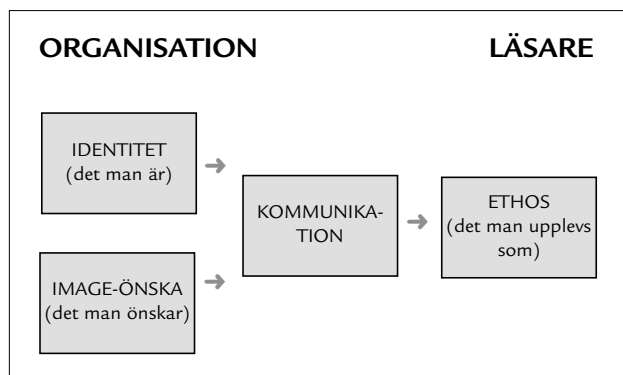 ORGANISATION
LÄSARE
IDENTITET
(det man är)
IMAGE-ÖNSKA
(det man önskar)
KOMMUNIKA-
TION
ETHOS
(det man upplevs
som)